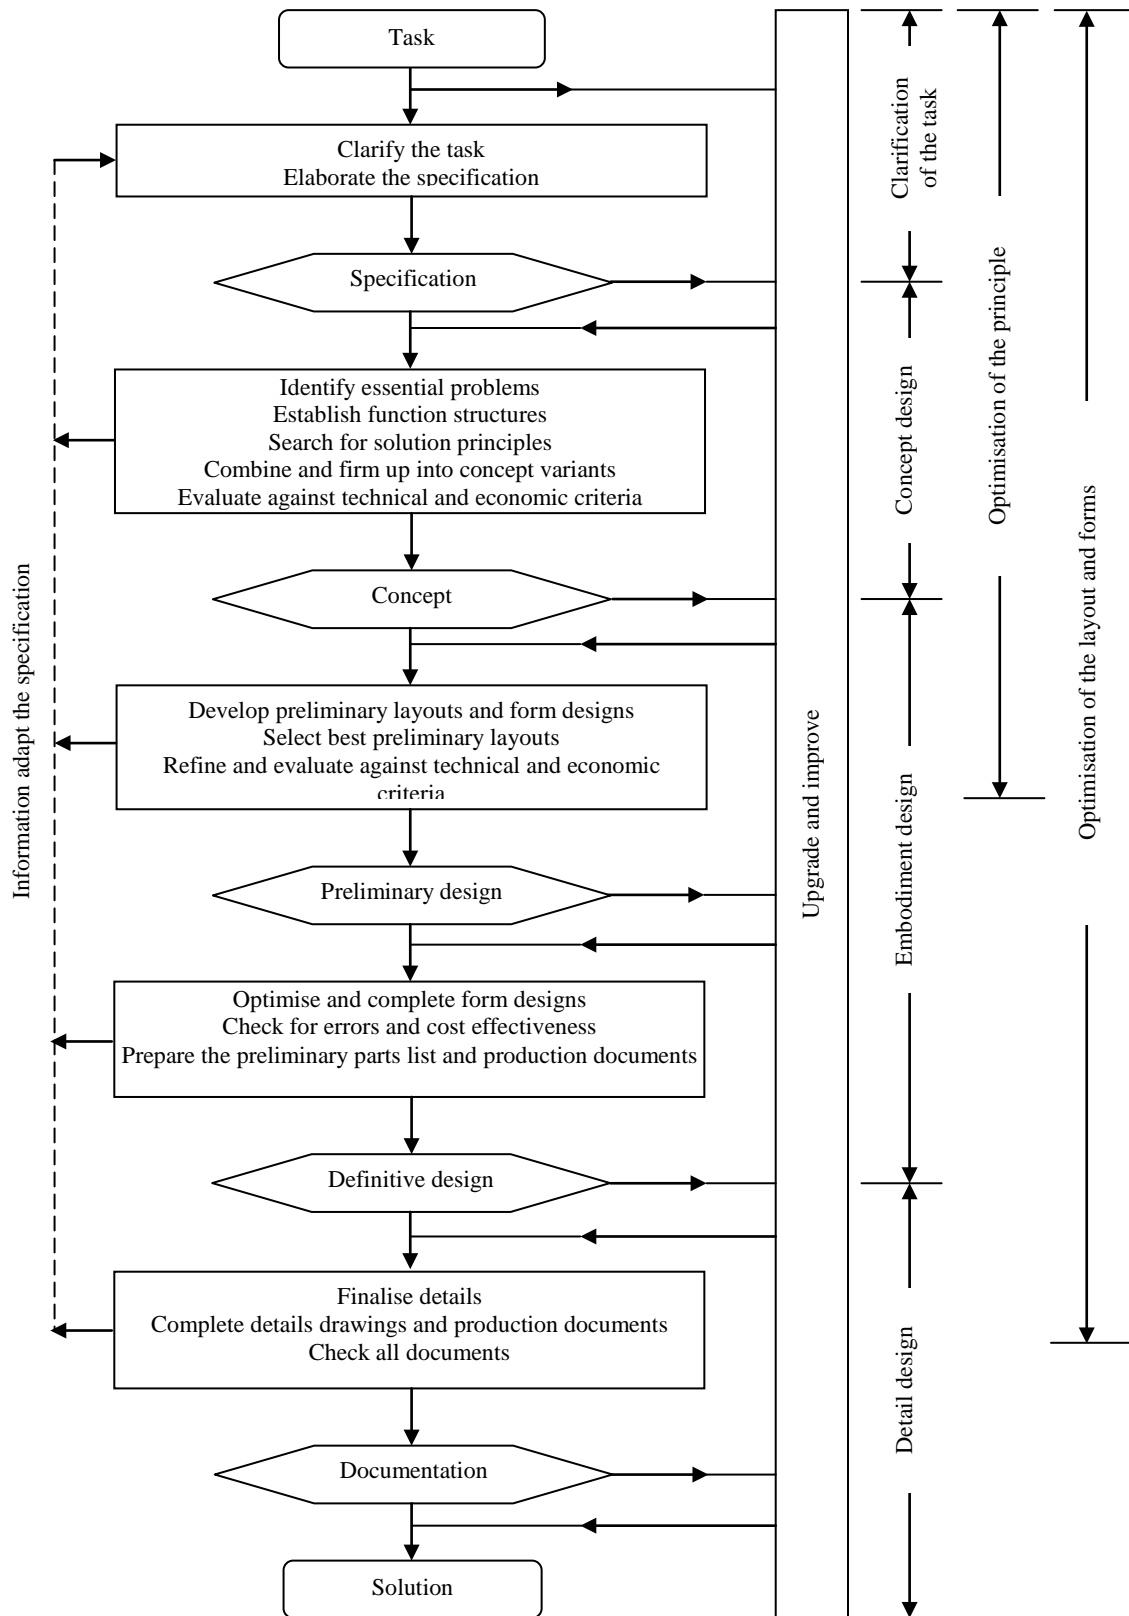 Task
Clarify the task
Elaborate the specification
Specification
Identify essential problems
Establish function structures
Search for solution principles
Combine and firm up into concept variants
Evaluate against technical and economic criteria
Concept
Develop preliminary layouts and form designs
Select best preliminary layouts
Refine and evaluate against technical and economic
criteria
Preliminary design
Optimise and complete form designs
Check for errors and cost effectiveness
Prepare the preliminary parts list and production documents
Definitive design
Finalise details
Complete details drawings and production documents
Check all documents
Documentation
Solution
Information adapt the specification
Upgrade and improve
Clarification
of the task
Concept design
Embodiment design
Detail design
Optimisation of the principle
Optimisation of the layout and forms